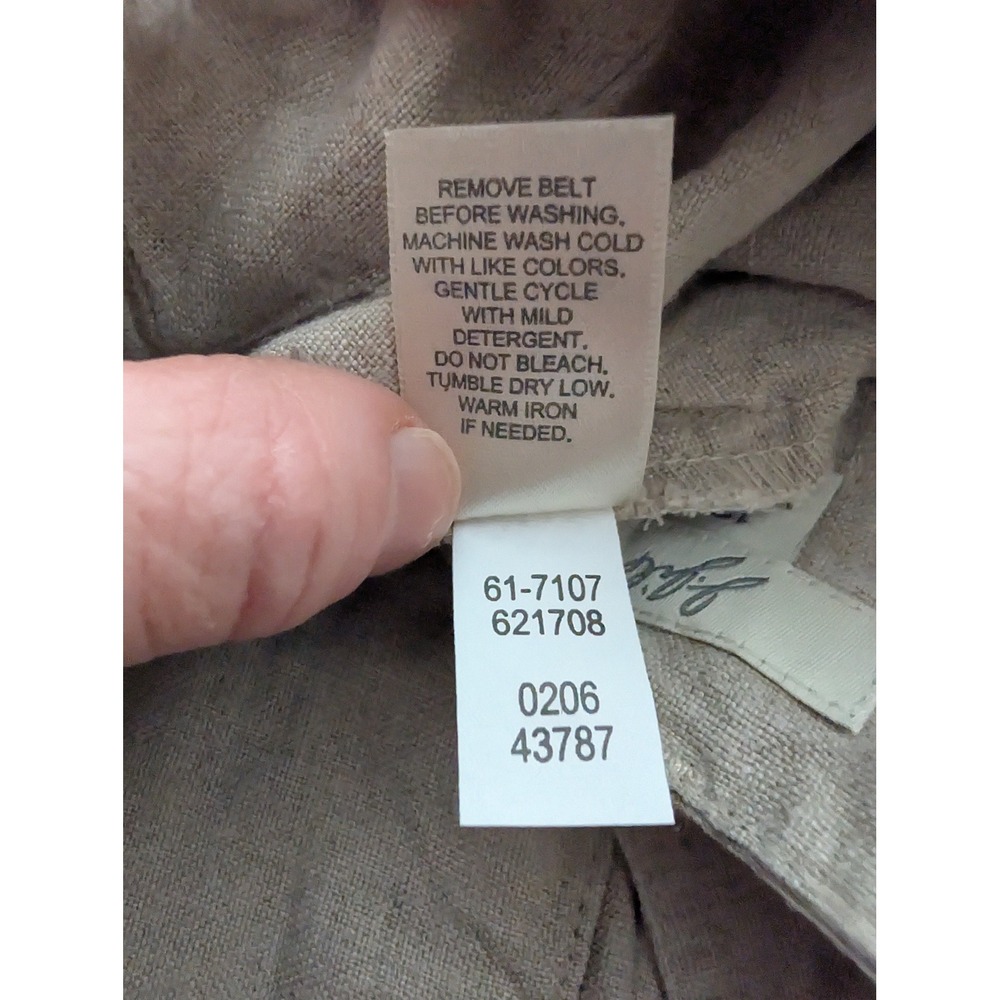 REMOVE BELT
BEFORE WASHING.
MACHINE WASH COLD
WITH LIKE COLORS.
GENTLE CYCLE
WITH MILD
DETERGENT.
DO NOT BLEACH.
TUMBLE DRY LOW.
WARM IRON
IF NEEDED.
61-7107
621708
0206
43787